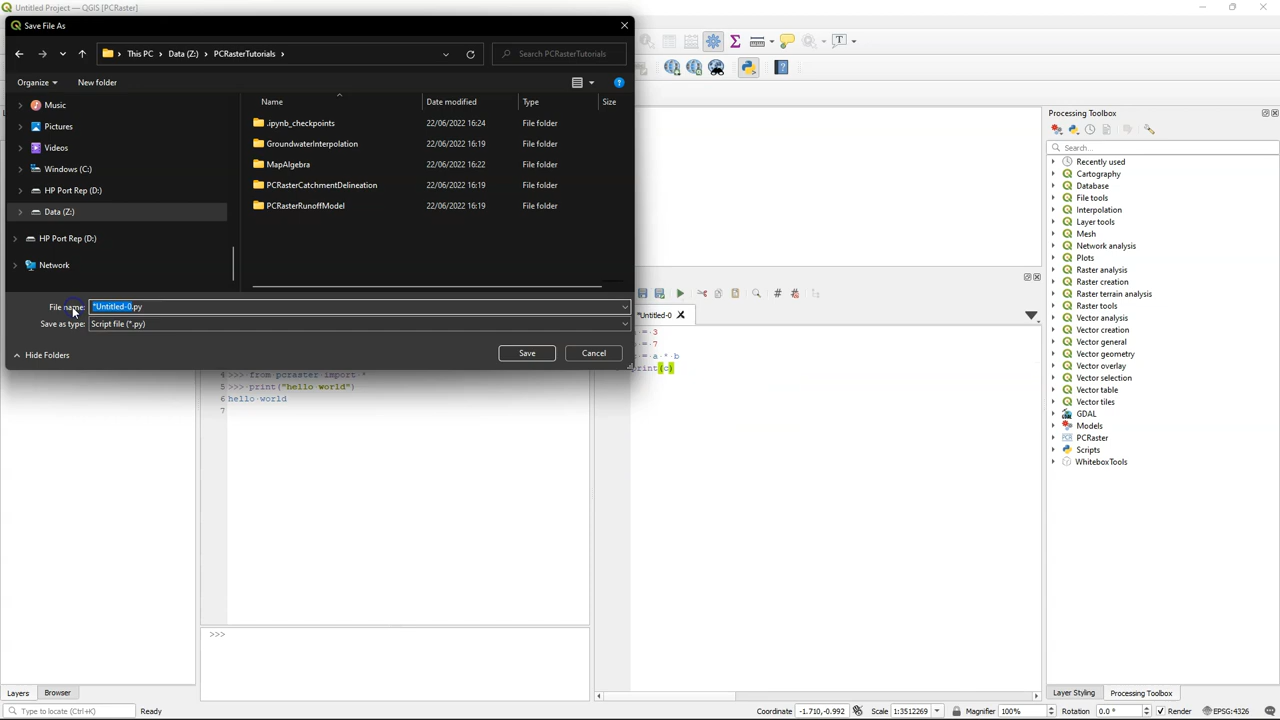 Untitled Project — QGIS [PCRaster]
Save File As
This PC > Data (Z:) > PCRasterTutorials >
Search PCRasterTutorials
Organize
New folder
Name
Date modified
Type
Size
Music
Pictures
Videos
Windows (C:)
HP Port Rep (D:)
Data (Z:)
HP Port Rep (D:)
Network
.ipynb_checkpoints 22/06/2022 16:24 File folder
GroundwaterInterpolation 22/06/2022 16:19 File folder
MapAlgebra 22/06/2022 16:22 File folder
PCRasterCatchmentDelineation 22/06/2022 16:19 File folder
PCRasterRunoffModel 22/06/2022 16:19 File folder
File name: *Untitled-0.py
Save as type: Script file (*.py)
Hide Folders
Save
Cancel
4 >>> from pcraster import *
5 >>> print("hello world")
6 hello world
7
>>>
*Untitled-0
= 3
= 7
= a * b
print(c)
Processing Toolbox
Search...
Recently used
Cartography
Database
File tools
Interpolation
Layer tools
Mesh
Network analysis
Plots
Raster analysis
Raster creation
Raster terrain analysis
Raster tools
Vector analysis
Vector creation
Vector general
Vector geometry
Vector overlay
Vector selection
Vector table
Vector tiles
GDAL
Models
PCRaster
Scripts
WhiteboxTools
Layers
Browser
Layer Styling
Processing Toolbox
Type to locate (Ctrl+K)
Ready
Coordinate -1.710,-0.992
Scale 1:3512269
Magnifier 100%
Rotation 0.0 °
Render
EPSG:4326